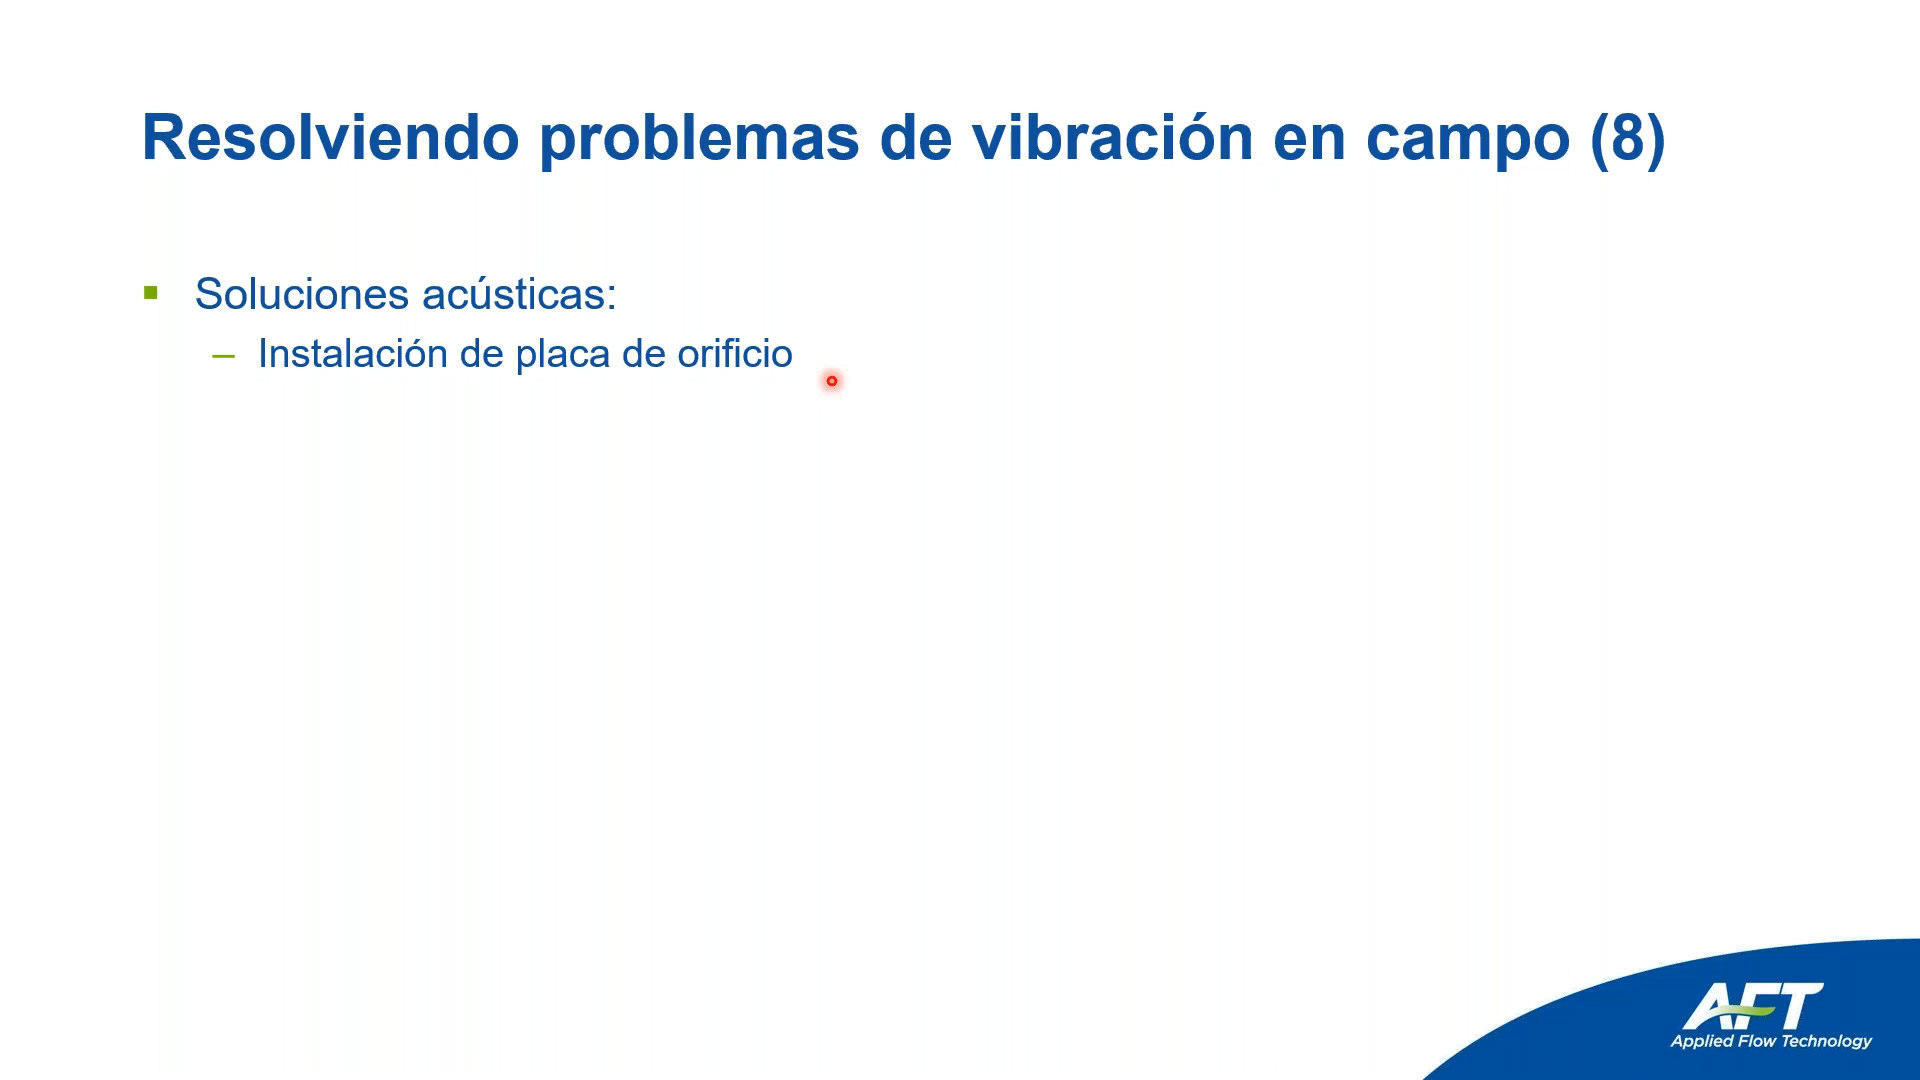 Resolviendo problemas de vibración en campo (8)
Soluciones acústicas:
– Instalación de placa de orificio
AFT
Applied Flow Technology